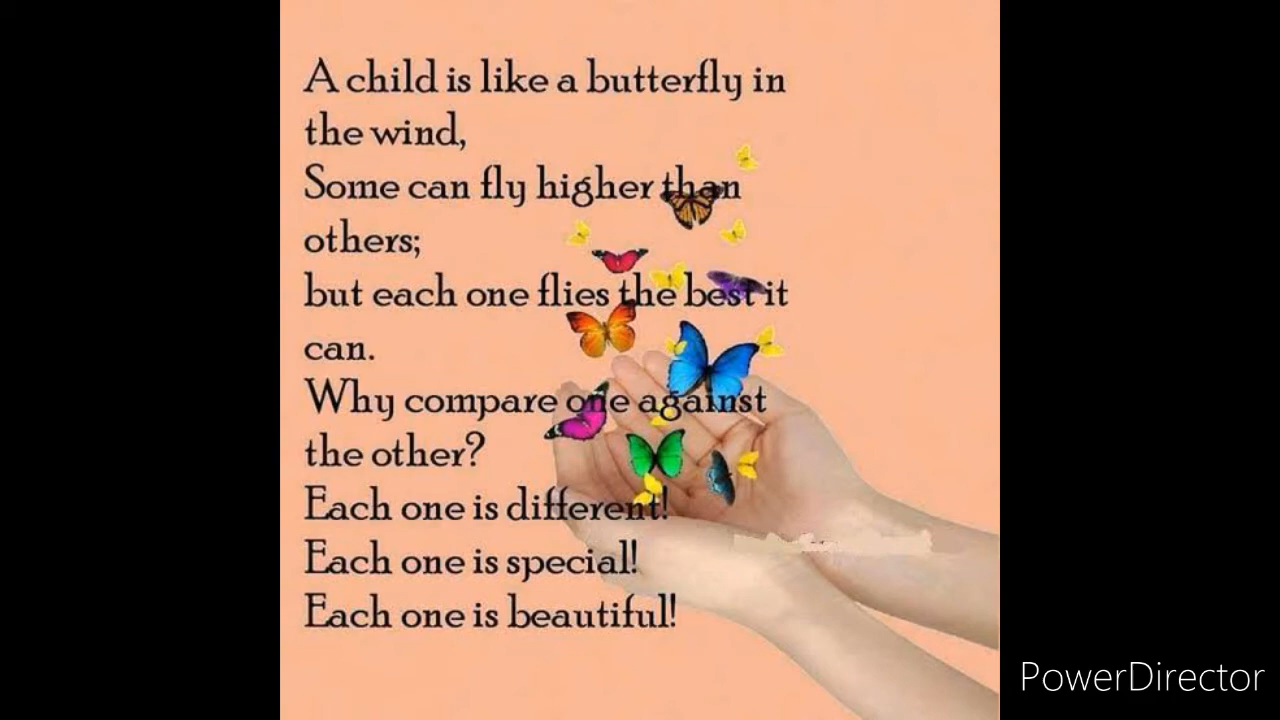 A child is like a butterfly in
the wind,
Some can fly higher than
others;
but each one flies the best it
can.
Why compare one against
the other?
Each one is different!
Each one is special!
Each one is beautiful!
PowerDirector